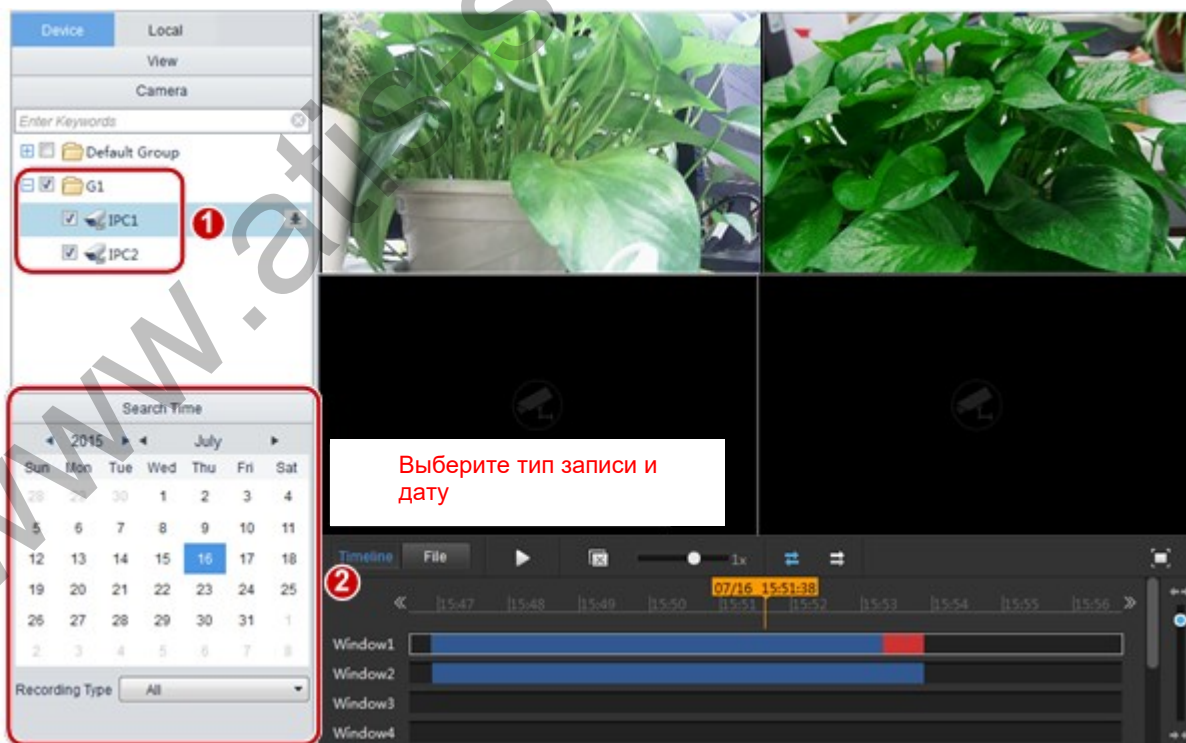 Device Local
View
Camera
Enter Keywords
Default Group
G1
IPC1
IPC2
1
Search Time
2015 July
Sun Mon Tue Wed Thu Fri Sat
28 29 30 1 2 3 4
5 6 7 8 9 10 11
12 13 14 15 16 17 18
19 20 21 22 23 24 25
26 27 28 29 30 31 1
2 3 4 5 6 7 8
Recording Type All
Выберите тип записи и
дату
Timeline File 1x
2
07/16 15:51:38
15:47 15:48 15:49 15:50 15:51 15:52 15:53 15:54 15:55 15:56
Window1
Window2
Window3
Window4